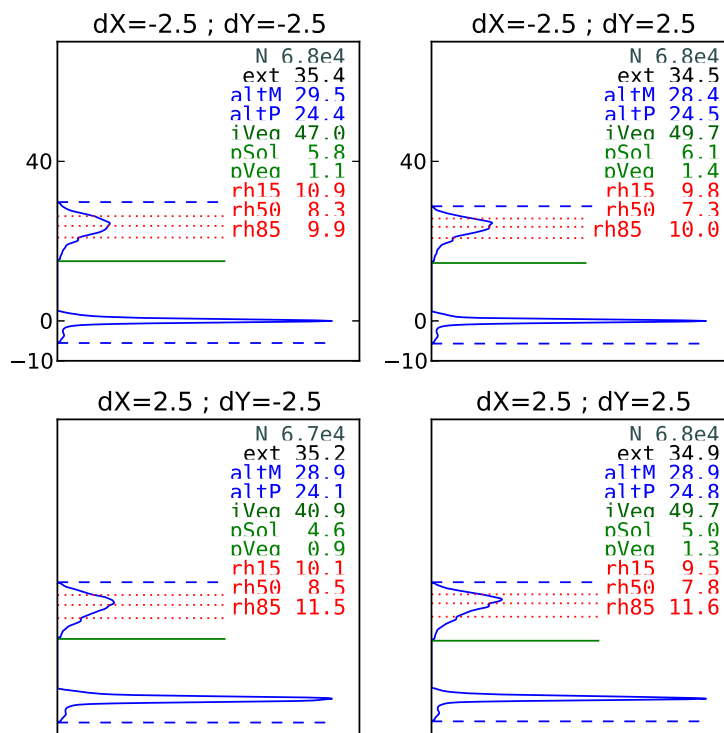 dX=-2.5 ; dY=-2.5
N 6.8e4
ext 35.4
altM 29.5
altP 24.4
iVeg 47.0
pSol 5.8
pVeg 1.1
rh15 10.9
rh50 8.3
rh85 9.9
40
0
−10
dX=-2.5 ; dY=2.5
N 6.8e4
ext 34.5
altM 28.4
altP 24.5
iVeg 49.7
pSol 6.1
pVeg 1.4
rh15 9.8
rh50 7.3
rh85 10.0
40
0
−10
dX=2.5 ; dY=-2.5
N 6.7e4
ext 35.2
altM 28.9
altP 24.1
iVeg 40.9
pSol 4.6
pVeg 0.9
rh15 10.1
rh50 8.5
rh85 11.5
dX=2.5 ; dY=2.5
N 6.8e4
ext 34.9
altM 28.9
altP 24.8
iVeg 49.7
pSol 5.0
pVeg 1.3
rh15 9.5
rh50 7.8
rh85 11.6